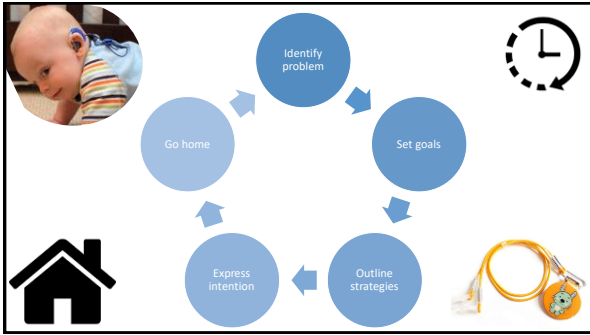 Identify
problem
Set goals
Outline
strategies
Express
intention
Go home